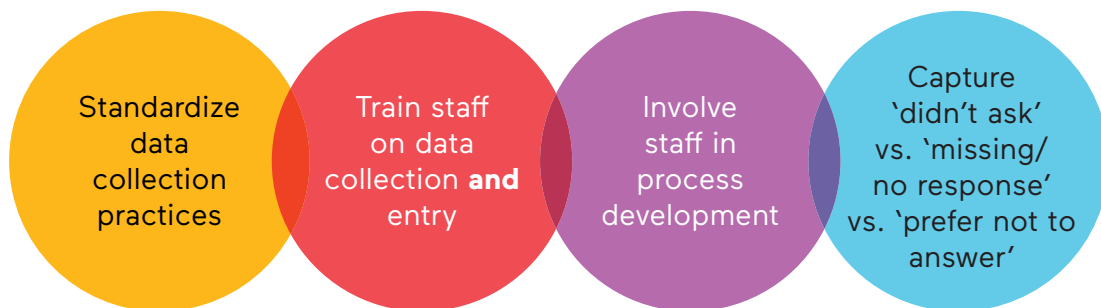 Standardize
data
collection
practices
Train staff
on data
collection and
entry
Involve
staff in
process
development
Capture
‘didn’t ask’
vs. ‘missing/
no response’
vs. ‘prefer not to
answer’